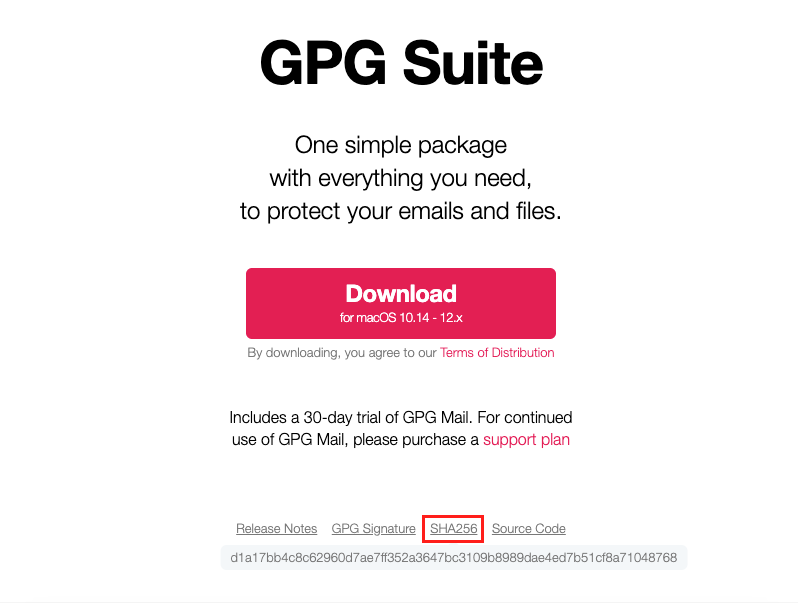 GPG Suite
One simple package
with everything you need,
to protect your emails and files.
Download
for macOS 10.14 - 12.x
By downloading, you agree to our Terms of Distribution
Includes a 30-day trial of GPG Mail. For continued
use of GPG Mail, please purchase a support plan
Release Notes GPG Signature SHA256 Source Code
d1a17bb4c8c62960d7ae7ff352a3647bc3109b8989dae4ed7b51cf8a71048768